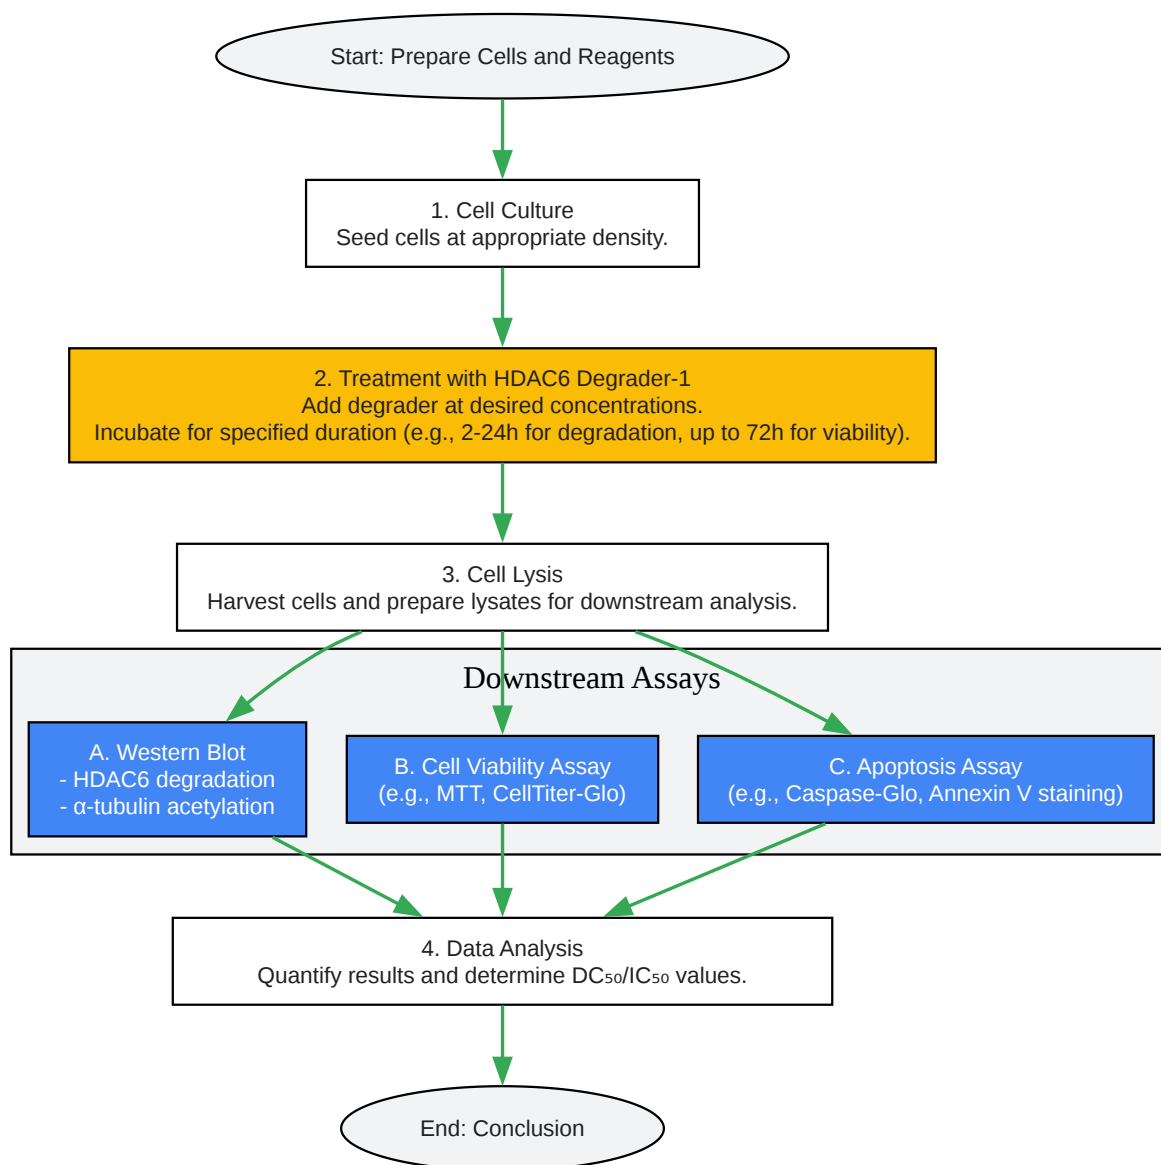 Start: Prepare Cells and Reagents
1. Cell Culture
Seed cells at appropriate density.
2. Treatment with HDAC6 Degrader-1
Add degrader at desired concentrations.
Incubate for specified duration (e.g., 2-24h for degradation, up to 72h for viability).
3. Cell Lysis
Harvest cells and prepare lysates for downstream analysis.
Downstream Assays
A. Western Blot
- HDAC6 degradation
- α-tubulin acetylation
B. Cell Viability Assay
(e.g., MTT, CellTiter-Glo)
C. Apoptosis Assay
(e.g., Caspase-Glo, Annexin V staining)
4. Data Analysis
Quantify results and determine DC₅₀/IC₅₀ values.
End: Conclusion